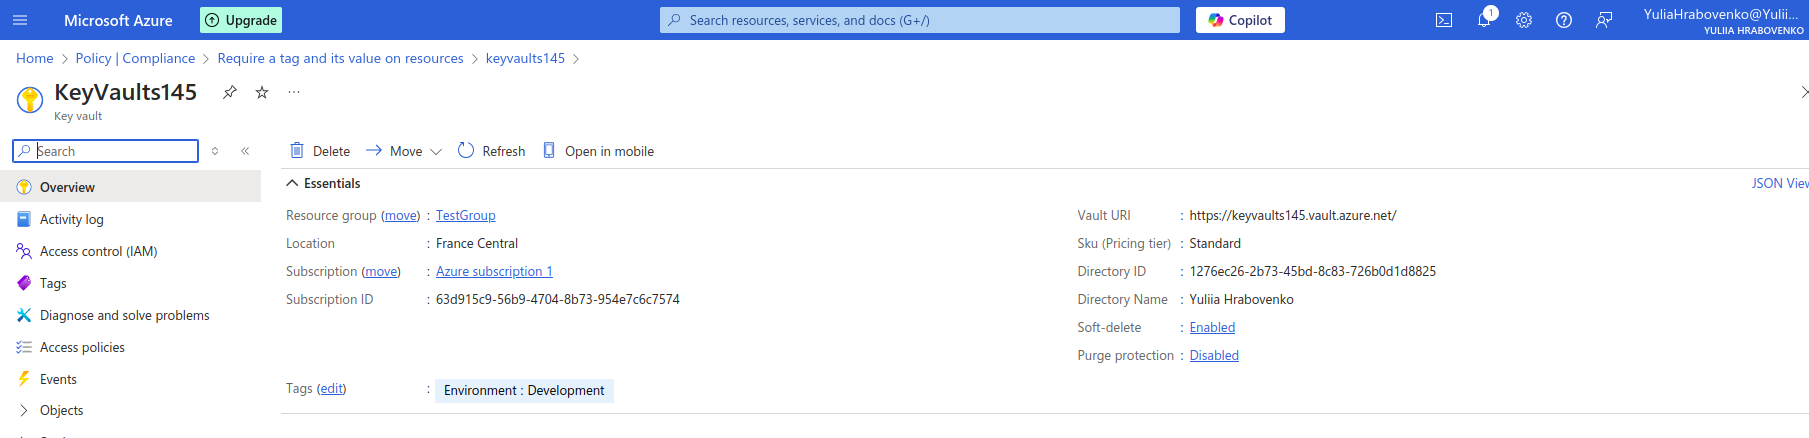 Microsoft Azure
Upgrade
Search resources, services, and docs (G+/)
Copilot
1
YuliaHrabovenko@Yulii...
YULIIA HRABOVENKO
Home > Policy | Compliance > Require a tag and its value on resources > keyvaults145 >
KeyVaults145
Key vault
Search
Delete
Move
Refresh
Open in mobile
Overview
Activity log
Access control (IAM)
Tags
Diagnose and solve problems
Access policies
Events
Objects
Essentials
JSON View
Resource group (move) : TestGroup
Location : France Central
Subscription (move) : Azure subscription 1
Subscription ID : 63d915c9-56b9-4704-8b73-954e7c6c7574
Vault URI : https://keyvaults145.vault.azure.net/
Sku (Pricing tier) : Standard
Directory ID : 1276ec26-2b73-45bd-8c83-726b0d1d8825
Directory Name : Yuliia Hrabovenko
Soft-delete : Enabled
Purge protection : Disabled
Tags (edit) : Environment : Development